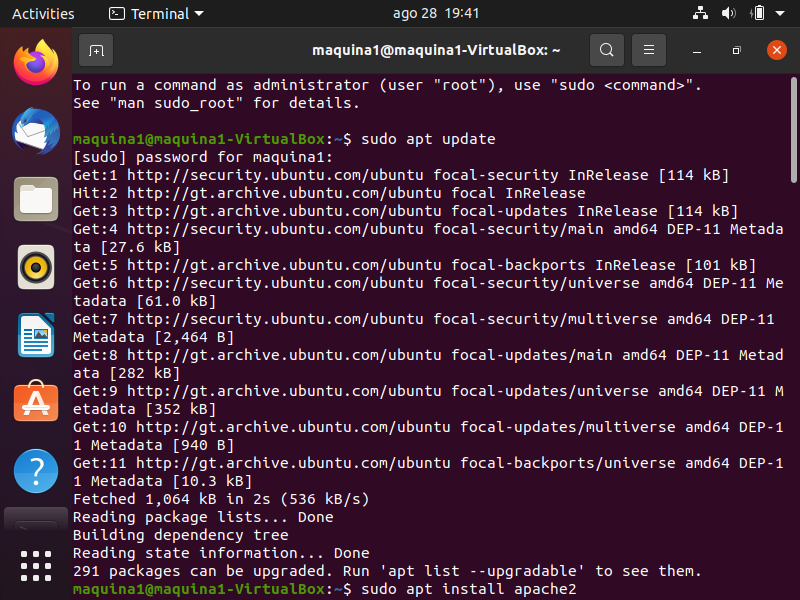 Activities
Terminal
ago 28 19:41
maquina1@maquina1-VirtualBox: ~
To run a command as administrator (user "root"), use "sudo <command>".
See "man sudo_root" for details.
maquina1@maquina1-VirtualBox:~$ sudo apt update
[sudo] password for maquina1:
Get:1 http://security.ubuntu.com/ubuntu focal-security InRelease [114 kB]
Hit:2 http://gt.archive.ubuntu.com/ubuntu focal InRelease
Get:3 http://gt.archive.ubuntu.com/ubuntu focal-updates InRelease [114 kB]
Get:4 http://security.ubuntu.com/ubuntu focal-security/main amd64 DEP-11 Metada
ta [27.6 kB]
Get:5 http://gt.archive.ubuntu.com/ubuntu focal-backports InRelease [101 kB]
Get:6 http://security.ubuntu.com/ubuntu focal-security/universe amd64 DEP-11 Me
tadata [61.0 kB]
Get:7 http://security.ubuntu.com/ubuntu focal-security/multiverse amd64 DEP-11
Metadata [2,464 B]
Get:8 http://gt.archive.ubuntu.com/ubuntu focal-updates/main amd64 DEP-11 Metad
ata [282 kB]
Get:9 http://gt.archive.ubuntu.com/ubuntu focal-updates/universe amd64 DEP-11 M
etadata [352 kB]
Get:10 http://gt.archive.ubuntu.com/ubuntu focal-updates/multiverse amd64 DEP-1
1 Metadata [940 B]
Get:11 http://gt.archive.ubuntu.com/ubuntu focal-backports/universe amd64 DEP-1
1 Metadata [10.3 kB]
Fetched 1,064 kB in 2s (536 kB/s)
Reading package lists... Done
Building dependency tree
Reading state information... Done
291 packages can be upgraded. Run 'apt list --upgradable' to see them.
maquina1@maquina1-VirtualBox:~$ sudo apt install apache2